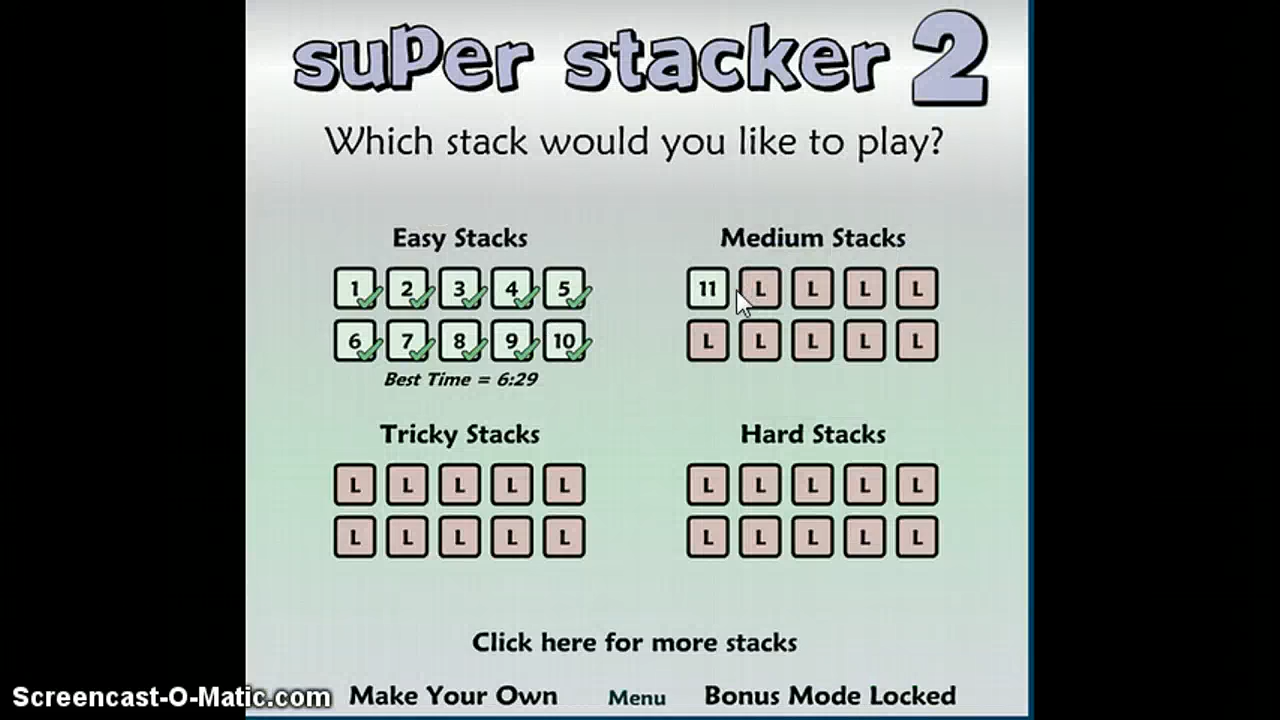 super stacker 2
Which stack would you like to play?
Easy Stacks
1 2 3 4 5
6 7 8 9 10
Best Time = 6:29
Medium Stacks
11 L L L L
L L L L L
Tricky Stacks
L L L L L
L L L L L
Hard Stacks
L L L L L
L L L L L
Click here for more stacks
Make Your Own Menu Bonus Mode Locked
Screencast-O-Matic.com